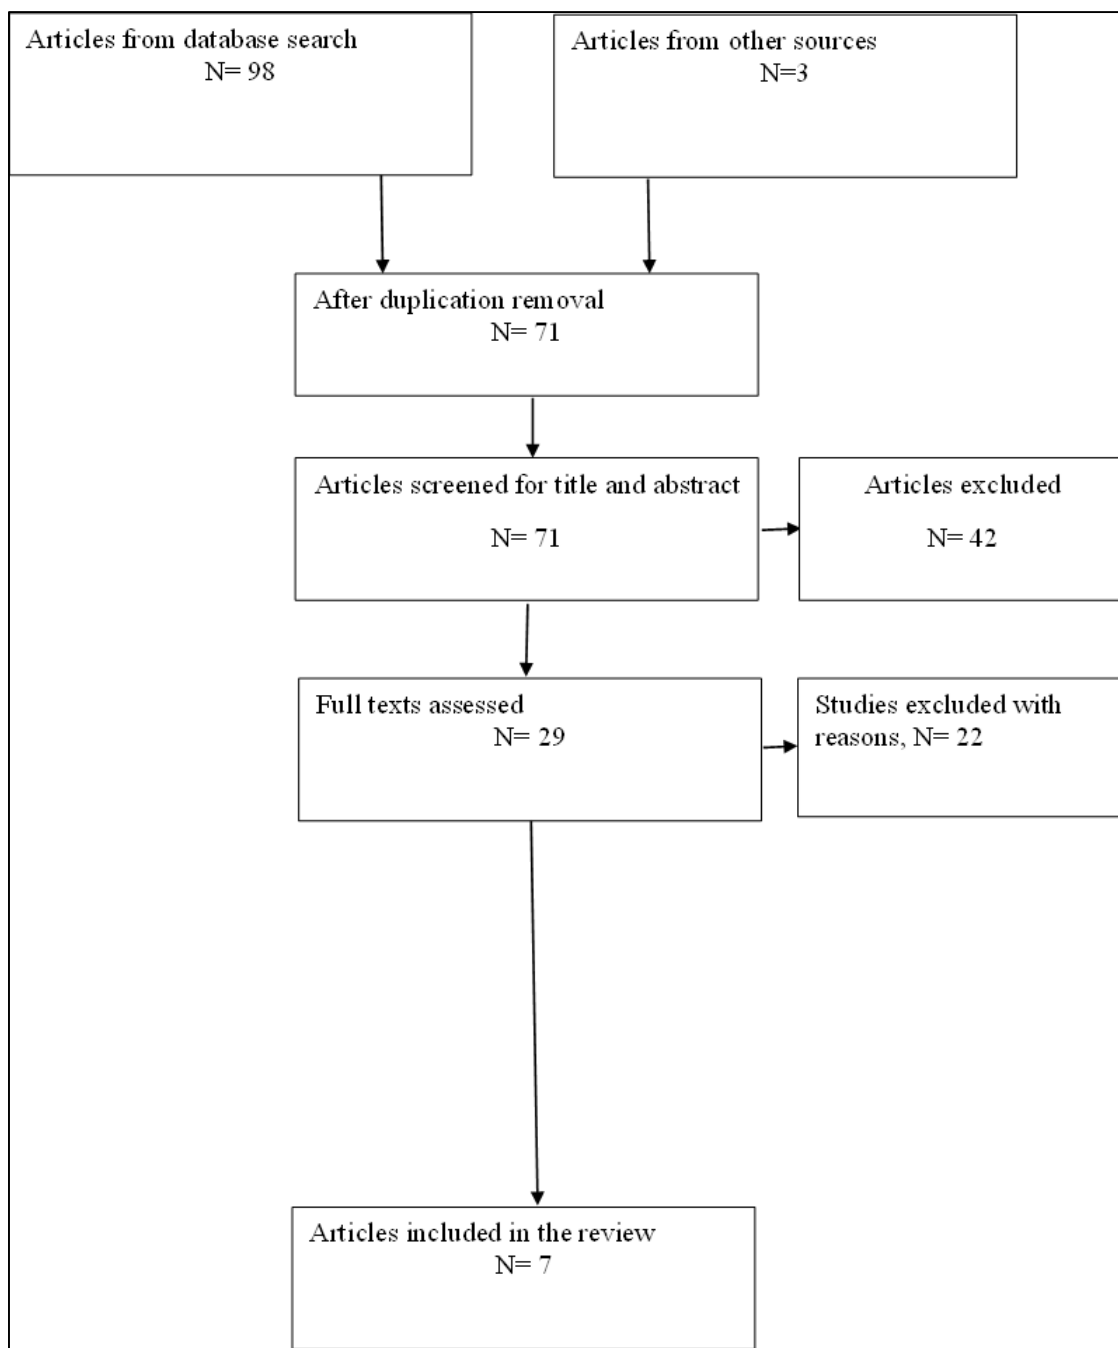 Articles from database search
N= 98
Articles from other sources
N=3
After duplication removal
N= 71
Articles screened for title and abstract
N= 71
Articles excluded
N= 42
Full texts assessed
N= 29
Studies excluded with
reasons, N= 22
Articles included in the review
N= 7